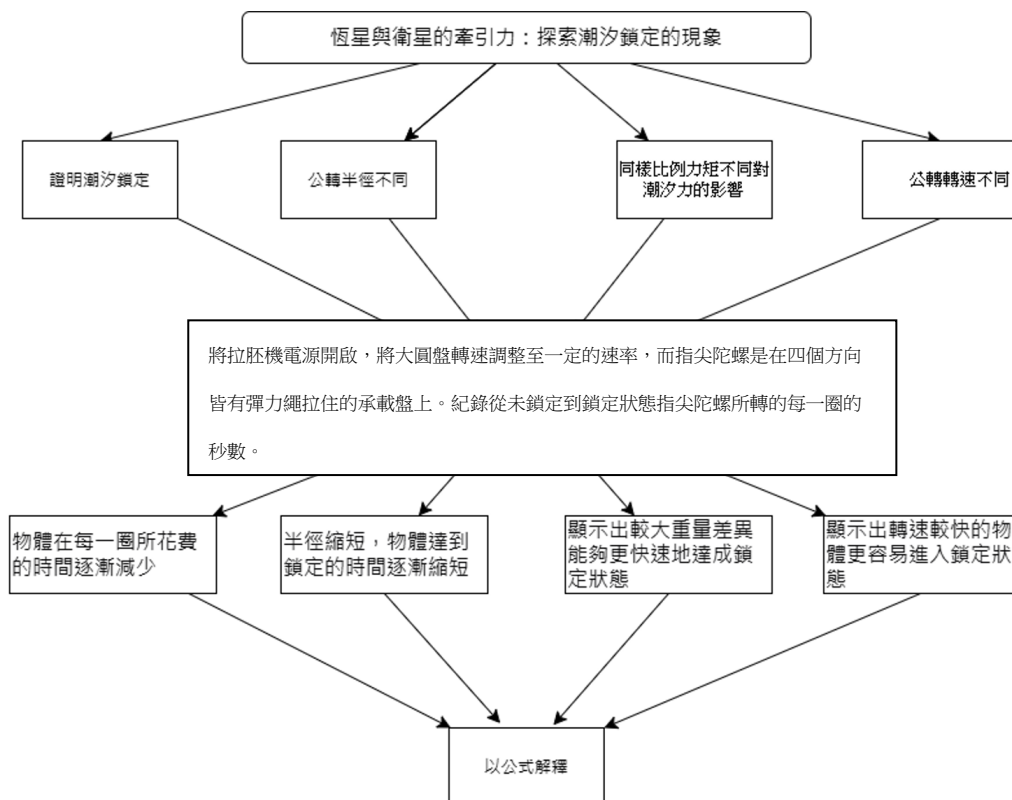 恆星與衛星的牽引力：探索潮汐鎖定的現象
證明潮汐鎖定
公轉半徑不同
同樣比例力矩不同對
潮汐力的影響
公轉轉速不同
將拉胚機電源開啟，將大圓盤轉速調整至一定的速率，而指尖陀螺是在四個方向
皆有彈力繩拉住的承載盤上。紀錄從未鎖定到鎖定狀態指尖陀螺所轉的每一圈的
秒數。
物體在每一圈所花費
的時間逐漸減少
半徑縮短，物體達到
鎖定的時間逐漸縮短
顯示出較大重量差異
能夠更快速地達成鎖
定狀態
顯示出轉速較快的物
體更容易進入鎖定狀
態
以公式解釋